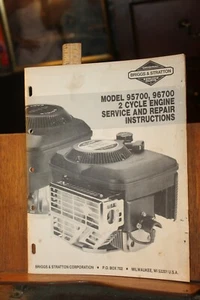 BRIGGS & STRATTON
MODEL 95700, 96700
2 CYCLE ENGINE
SERVICE AND REPAIR
INSTRUCTIONS
BRIGGS & STRATTON CORPORATION • P.O. BOX 702 • MILWAUKEE, WI 53201 U.S.A.